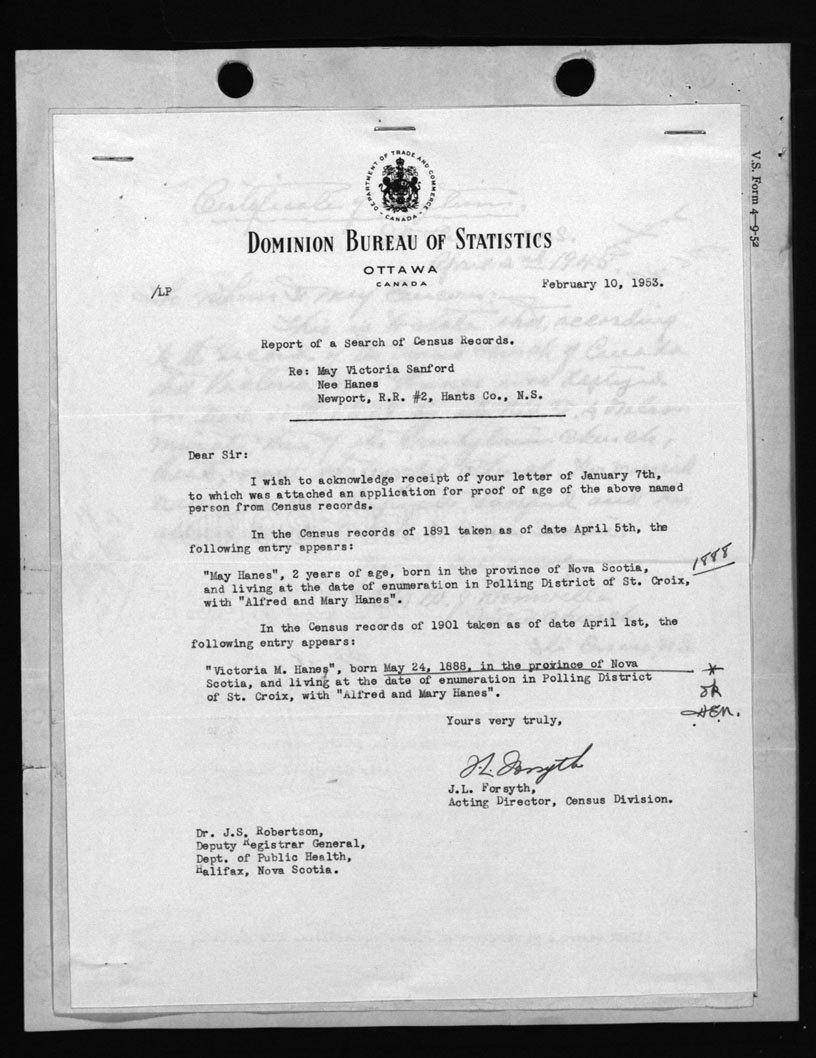 DEPARTMENT OF TRADE AND COMMERCE
CANADA
DOMINION BUREAU OF STATISTICS
OTTAWA
CANADA
V.S. Form 4—9-52
/LP
February 10, 1953.
Report of a Search of Census Records.
Re: May Victoria Sanford
Nee Hanes
Newport, R.R. #2, Hants Co., N.S.
Dear Sir:
I wish to acknowledge receipt of your letter of January 7th,
to which was attached an application for proof of age of the above named
person from Census records.
In the Census records of 1891 taken as of date April 5th, the
following entry appears:
"May Hanes", 2 years of age, born in the province of Nova Scotia, 1888
and living at the date of enumeration in Polling District of St. Croix,
with "Alfred and Mary Hanes".
In the Census records of 1901 taken as of date April 1st, the
following entry appears:
"Victoria M. Hanes", born May 24, 1888, in the province of Nova
Scotia, and living at the date of enumeration in Polling District
of St. Croix, with "Alfred and Mary Hanes".
Yours very truly,
J.L. Forsyth
J.L. Forsyth,
Acting Director, Census Division.
Dr. J.S. Robertson,
Deputy Registrar General,
Dept. of Public Health,
Halifax, Nova Scotia.